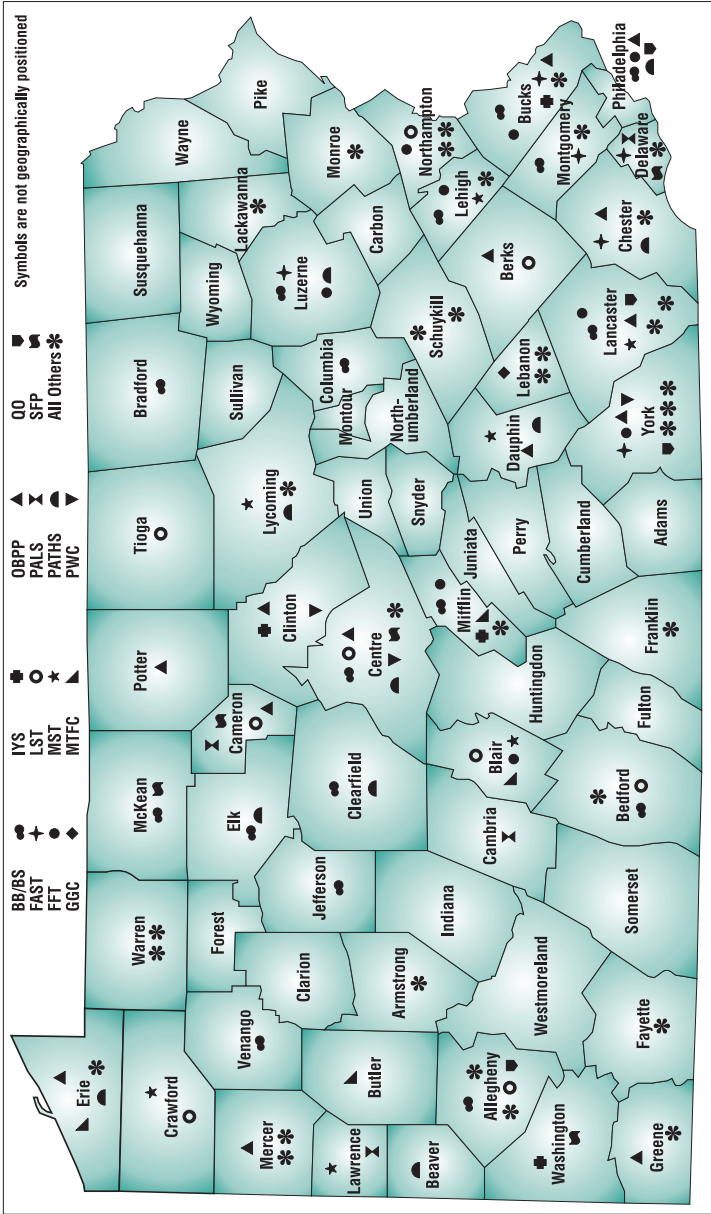 BB/BS
FAST
FFT
GGC
IYS
LST
MST
MTFC
OBPP
PALS
PATHS
PWC
QO
SFP
All Others
Symbols are not geographically positioned
Erie
Crawford
Warren
McKean
Potter
Tioga
Bradford
Susquehanna
Wayne
Pike
Mercer
Venango
Forest
Elk
Cameron
Clinton
Lycoming
Sullivan
Wyoming
Lackawanna
Lawrence
Butler
Clarion
Jefferson
Clearfield
Centre
Union
Montour
Columbia
Luzerne
Monroe
Beaver
Armstrong
Indiana
Snyder
North-
umberland
Schuykill
Carbon
Northampton
Allegheny
Westmoreland
Cambria
Blair
Huntingdon
Mifflin
Juniata
Perry
Dauphin
Lebanon
Berks
Lehigh
Bucks
Washington
Greene
Fayette
Somerset
Bedford
Fulton
Franklin
Cumberland
Adams
York
Lancaster
Chester
Montgomery
Delaware
Philadelphia